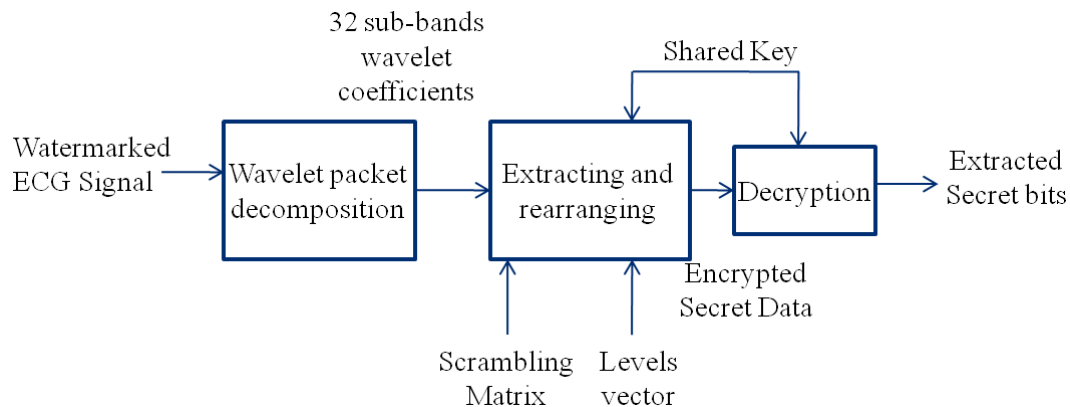 32 sub-bands
wavelet
coefficients
Shared Key
Watermarked
ECG Signal
Wavelet packet
decomposition
Extracting and
rearranging
Decryption
Extracted
Secret bits
Encrypted
Secret Data
Scrambling
Matrix
Levels
vector